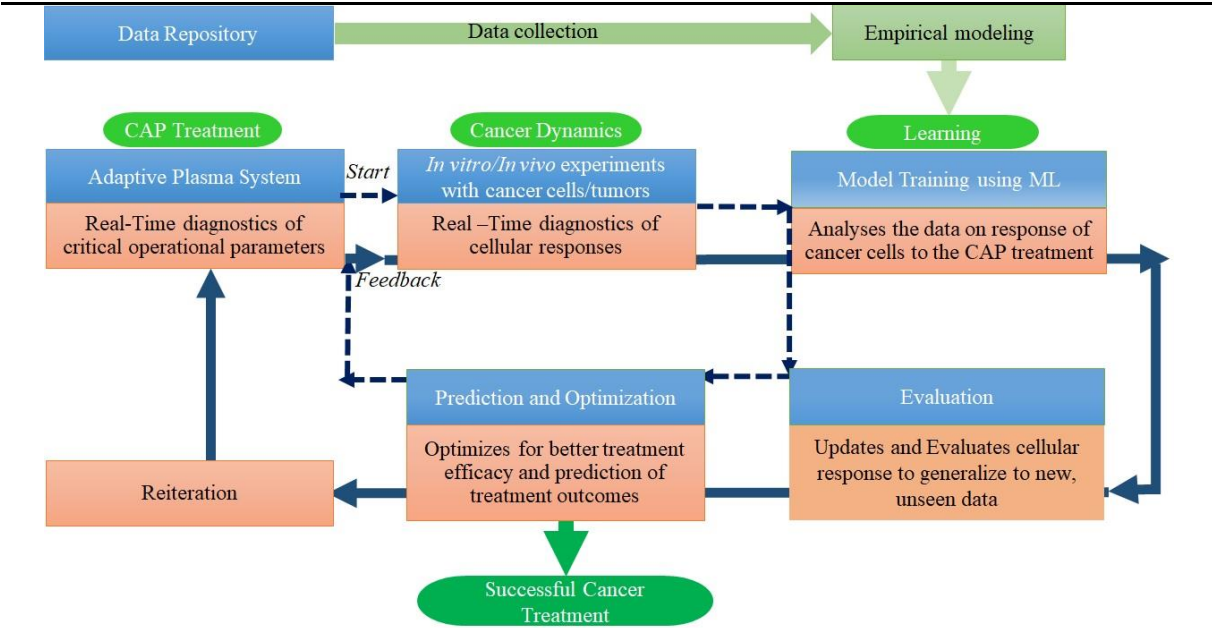 Data Repository
Data collection
Empirical modeling
CAP Treatment
Cancer Dynamics
Learning
Adaptive Plasma System
Start
In vitro/In vivo experiments
with cancer cells/tumors
Model Training using ML
Real-Time diagnostics of
critical operational parameters
Real –Time diagnostics of
cellular responses
Analyses the data on response of
cancer cells to the CAP treatment
Feedback
Prediction and Optimization
Evaluation
Optimizes for better treatment
efficacy and prediction of
treatment outcomes
Updates and Evaluates cellular
response to generalize to new,
unseen data
Reiteration
Successful Cancer
Treatment